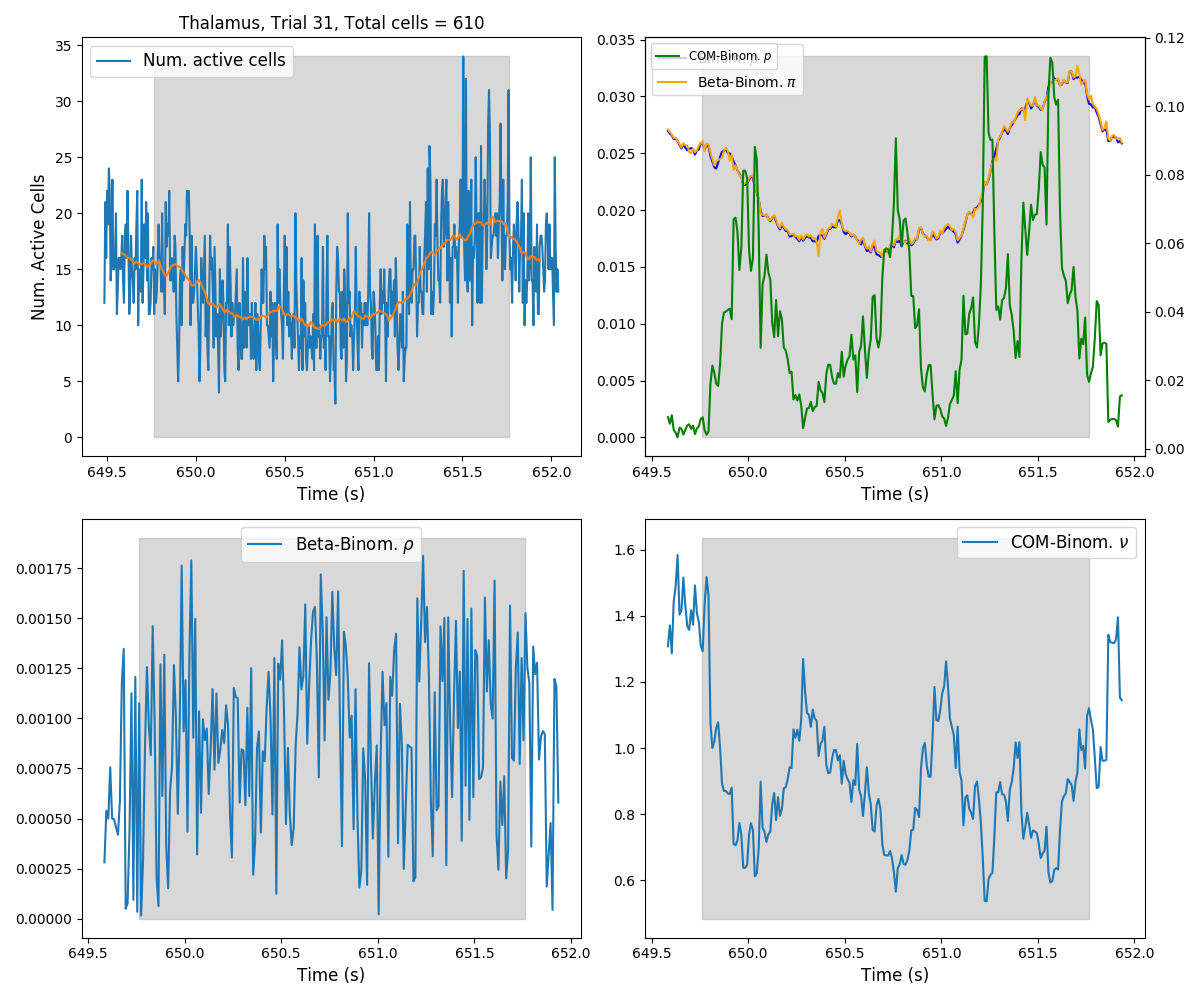 Thalamus, Trial 31, Total cells = 610
Num. active cells
Num. Active Cells
35
30
25
20
15
10
5
0
649.5 650.0 650.5 651.0 651.5 652.0
Time (s)
COM-Binom. p
Beta-Binom. π
0.035
0.030
0.025
0.020
0.015
0.010
0.005
0.000
0.12
0.10
0.08
0.06
0.04
0.02
0.00
649.5 650.0 650.5 651.0 651.5 652.0
Time (s)
Beta-Binom. ρ
0.00175
0.00150
0.00125
0.00100
0.00075
0.00050
0.00025
0.00000
649.5 650.0 650.5 651.0 651.5 652.0
Time (s)
COM-Binom. ν
1.6
1.4
1.2
1.0
0.8
0.6
649.5 650.0 650.5 651.0 651.5 652.0
Time (s)